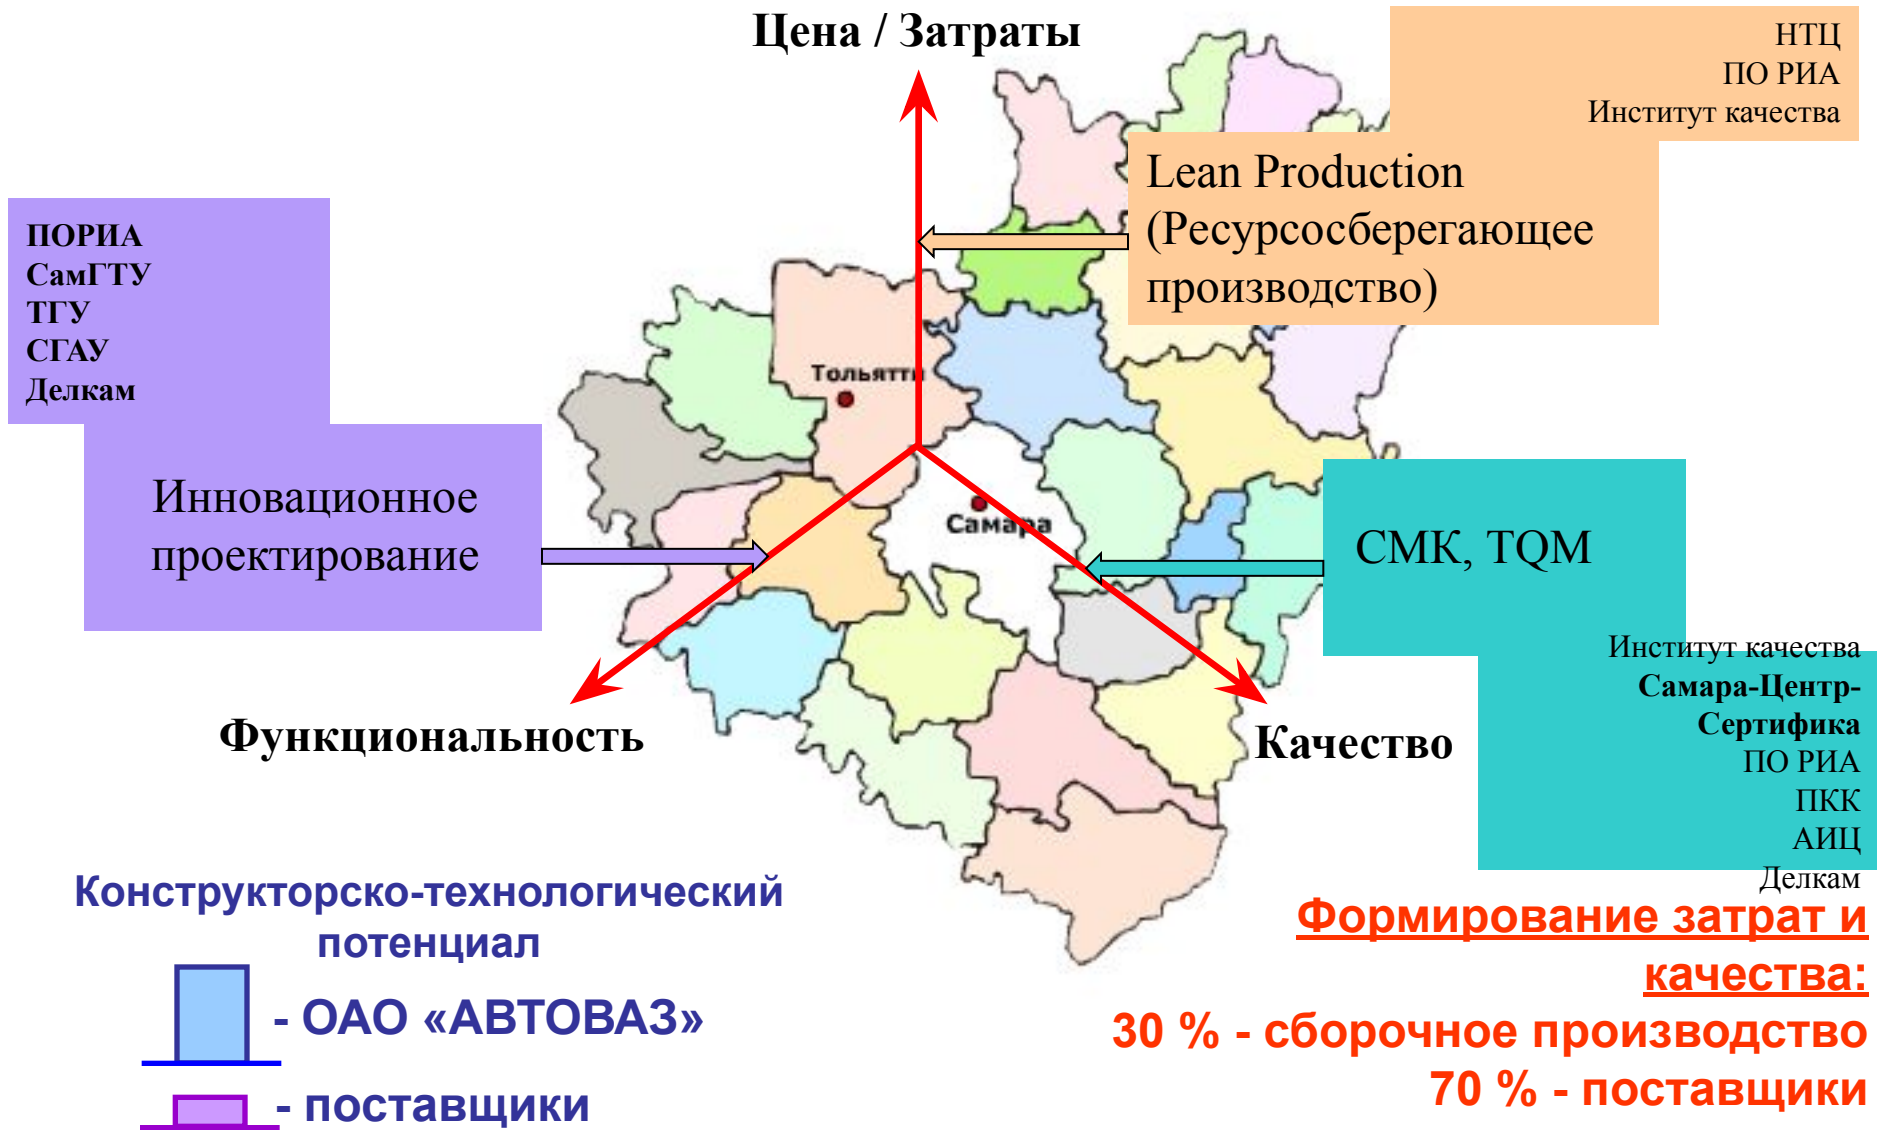 Цена / Затраты
НТЦ
ПО РИА
Институт качества
Lean Production
(Ресурсосберегающее
производство)
ПОРИА
СамГТУ
ТГУ
СГАУ
Делкам
Инновационное
проектирование
Тольятти
Самара
СМК, TQM
Институт качества
Самара-Центр-
Сертифика
ПО РИА
ПКК
АИЦ
Делкам
Функциональность
Качество
Конструкторско-технологический
потенциал
- ОАО «АВТОВАЗ»
- поставщики
Формирование затрат и
качества:
30 % - сборочное производство
70 % - поставщики